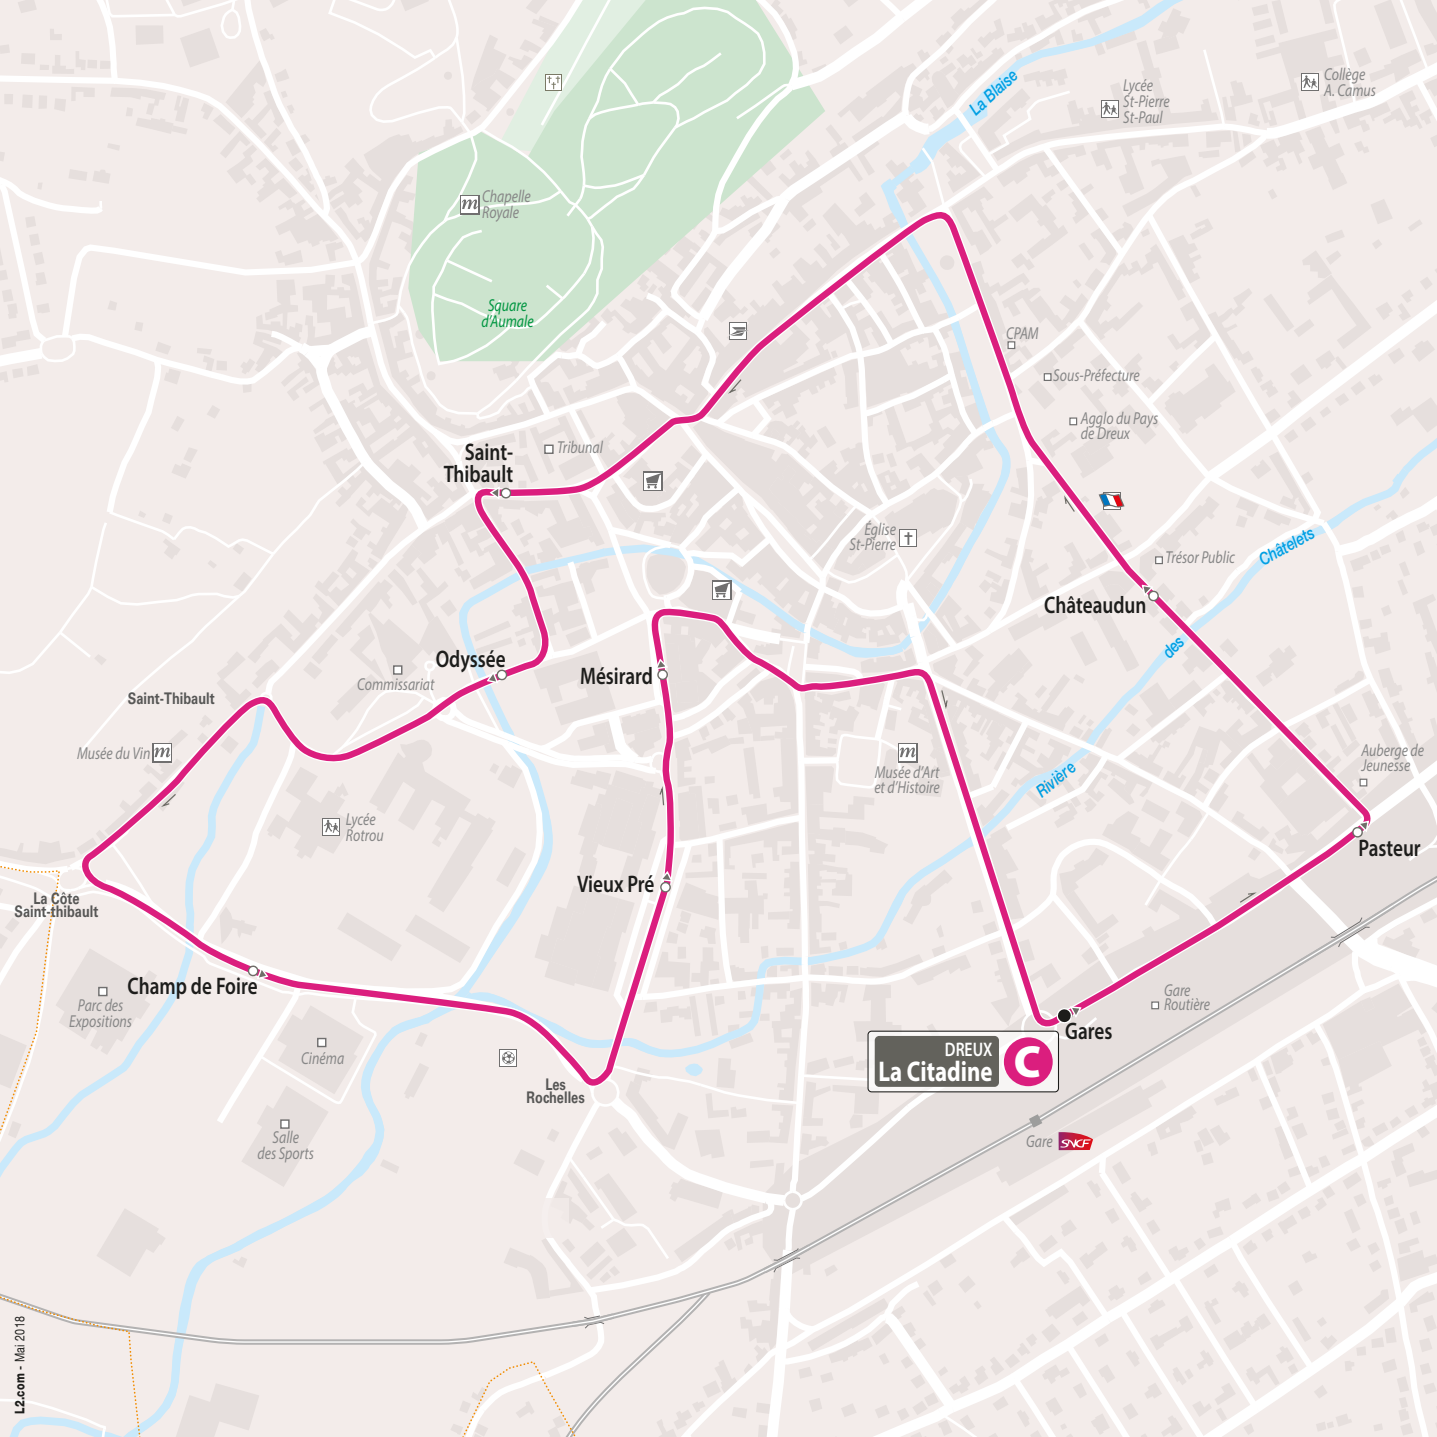 La Blaise
Lycée
St-Pierre
St-Paul
Collège
A. Camus
m
Chapelle
Royale
Square
d'Aumale
CPAM
Sous-Préfecture
Agglo du Pays
de Dreux
Saint-
Thibault
Tribunal
Église
St-Pierre
Trésor Public
Châtelets
des
Rivière
Châteaudun
Odyssée
Commissariat
Mésirard
Saint-Thibault
Musée du Vin
m
m
Musée d'Art
et d'Histoire
Auberge de
Jeunesse
Pasteur
Lycée
Rotrou
Vieux Pré
La Côte
Saint-thibault
Champ de Foire
Parc des
Expositions
Cinéma
Les
Rochelles
Salle
des Sports
Gare
Routière
Gares
DREUX
La Citadine
C
Gare
SNCF
L2.com - Mai 2018